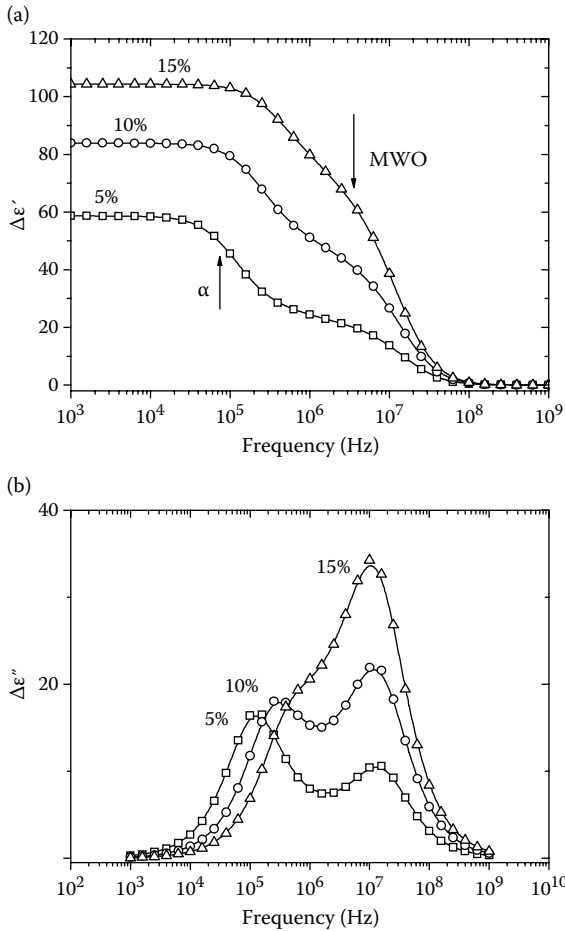 (a)
120
100
80
60
40
20
0
Δε′
15%
10%
5%
α
MWO
10³ 10⁴ 10⁵ 10⁶ 10⁷ 10⁸ 10⁹
Frequency (Hz)
(b)
40
20
0
Δε″
15%
10%
5%
10² 10³ 10⁴ 10⁵ 10⁶ 10⁷ 10⁸ 10⁹ 10¹⁰
Frequency (Hz)